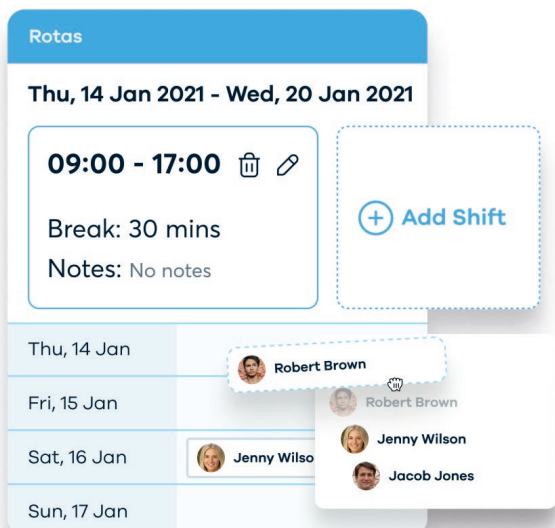 Rotas
Thu, 14 Jan 2021 - Wed, 20 Jan 2021
09:00 - 17:00
Break: 30 mins
Notes: No notes
Add Shift
Thu, 14 Jan
Robert Brown
Fri, 15 Jan
Robert Brown
Jenny Wilson
Sat, 16 Jan
Jenny Wilso
Jacob Jones
Sun, 17 Jan